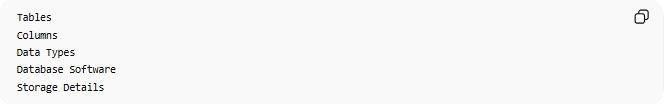 Tables
Columns
Data Types
Database Software
Storage Details